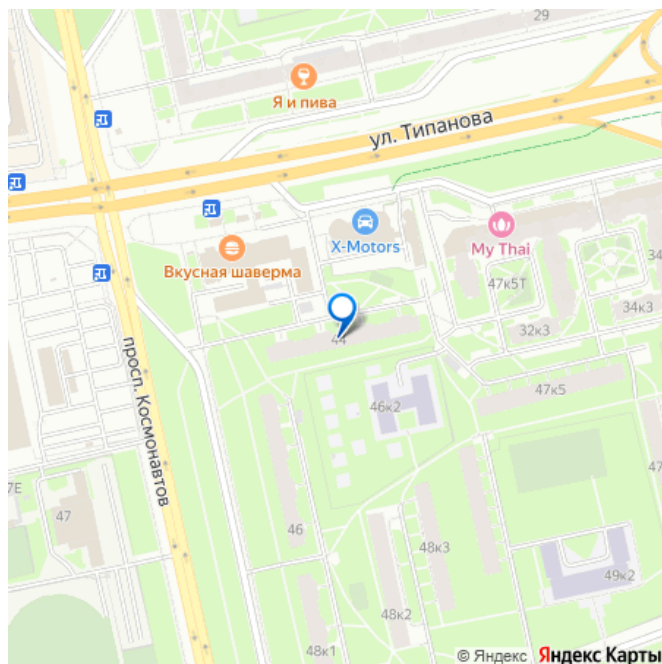 29
Я и пива
ул. Типанова
X-Motors
My Thai
Вкусная шаверма
47к5Т
34
34к3
32к3
44
просп. Космонавтов
47к5
46к2
47
7Е
47
46
48к3
49к2
48к2
48к1
© Яндекс Яндекс Карты